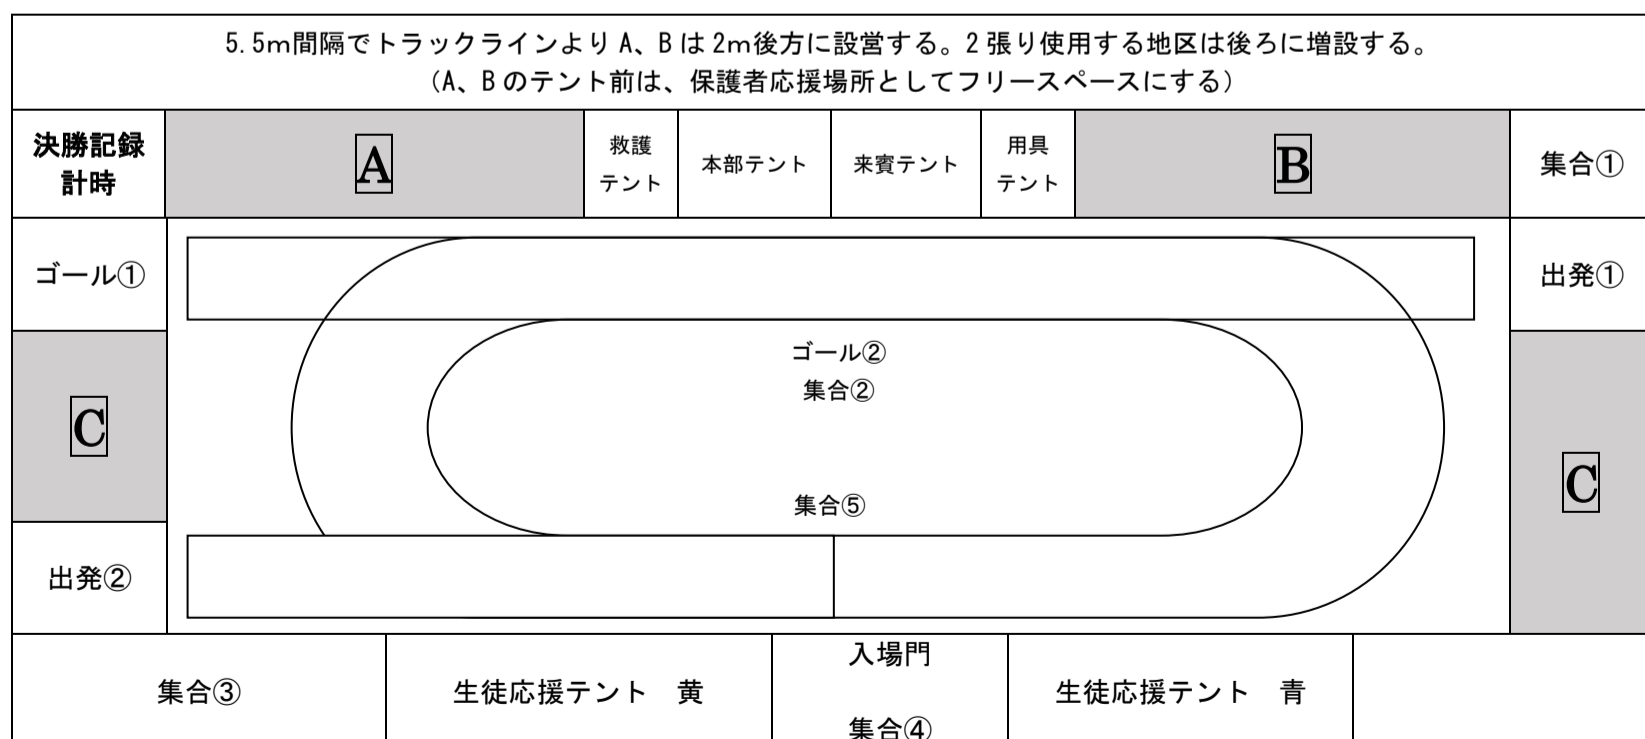 5.5m間隔でトラックラインより A、B は 2m後方に設営する。2 張り使用する地区は後ろに増設する。
（A、B のテント前は、保護者応援場所としてフリースペースにする）
決勝記録
計時
A
救護
テント
本部テント
来賓テント
用具
テント
B
集合①
ゴール①
出発①
ゴール②
集合②
C
C
集合⑤
出発②
集合③
生徒応援テント　黄
入場門
集合④
生徒応援テント　青